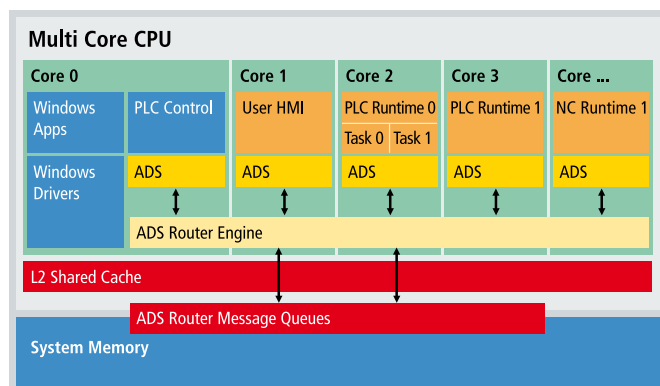 Multi Core CPU
Core 0
Core 1
Core 2
Core 3
Core ...
Windows
Apps
PLC Control
User HMI
PLC Runtime 0
Task 0
Task 1
PLC Runtime 1
NC Runtime 1
Windows
Drivers
ADS
ADS
ADS
ADS
ADS
ADS Router Engine
L2 Shared Cache
ADS Router Message Queues
System Memory